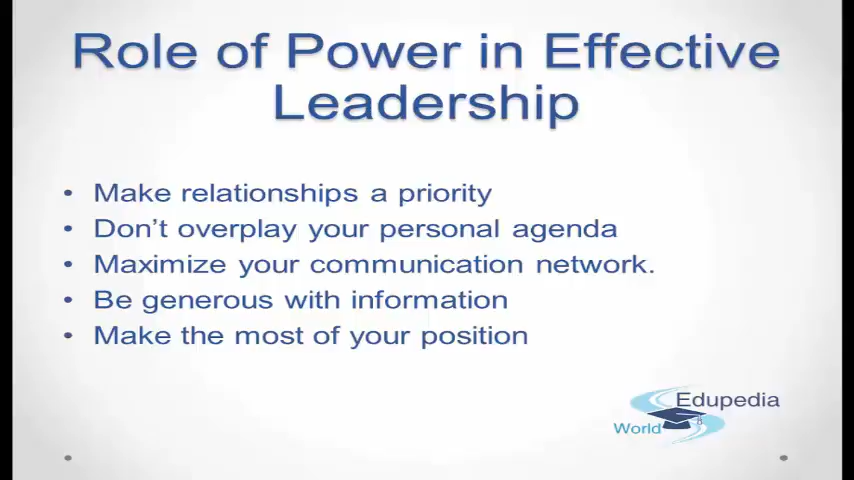 Role of Power in Effective
Leadership
• Make relationships a priority
• Don't overplay your personal agenda
• Maximize your communication network.
• Be generous with information
• Make the most of your position
Edupedia
World
8